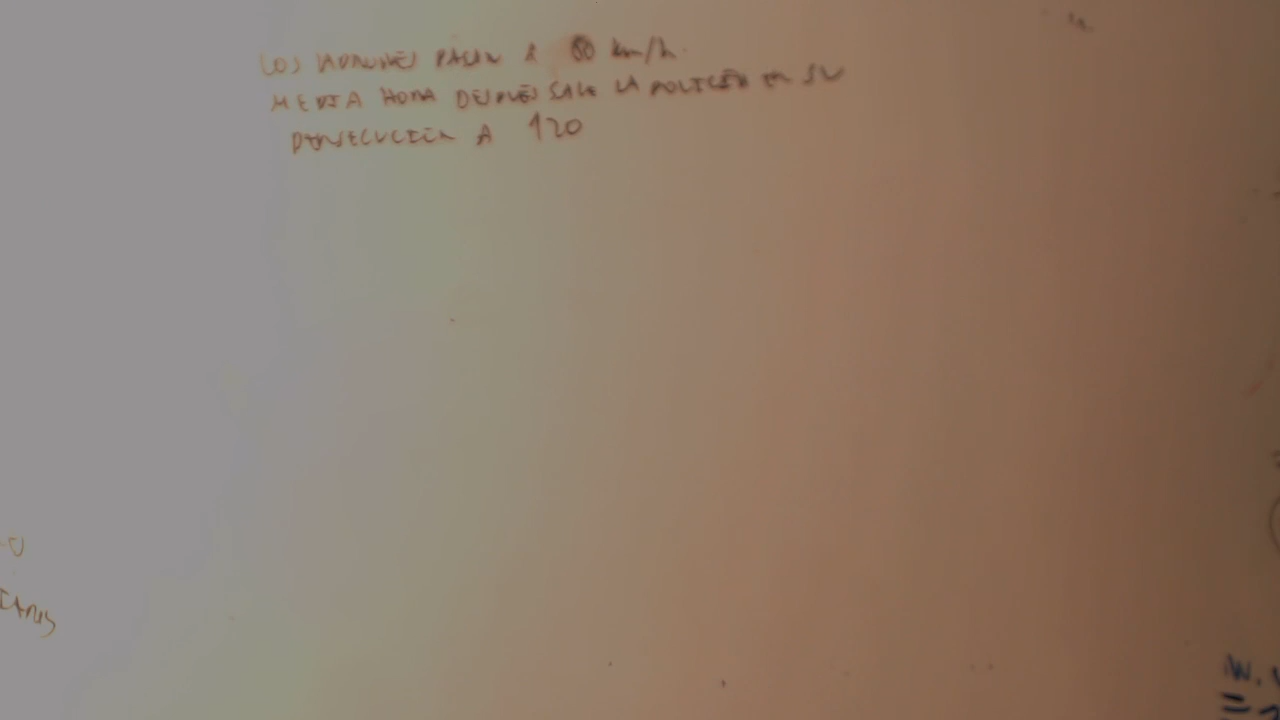 LOS LADRONES PASAN A 80 km/h.
MEDIA HORA DESPUÉS SALE LA POLICÍA EN SU
PERSECUCIÓN A 120